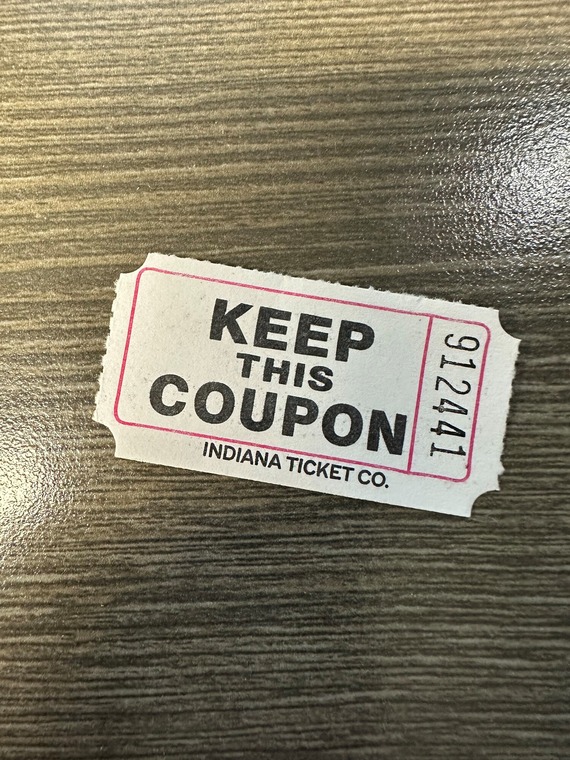 KEEP
THIS
COUPON
INDIANA TICKET CO.
912441